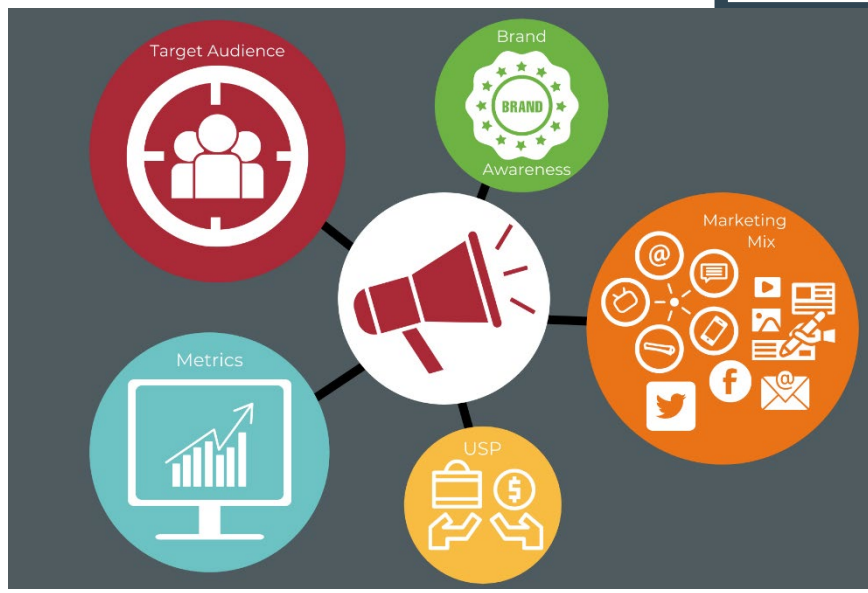 Target Audience
Brand
BRAND
Awareness
Marketing
Mix
@
f
@
Metrics
USP
$